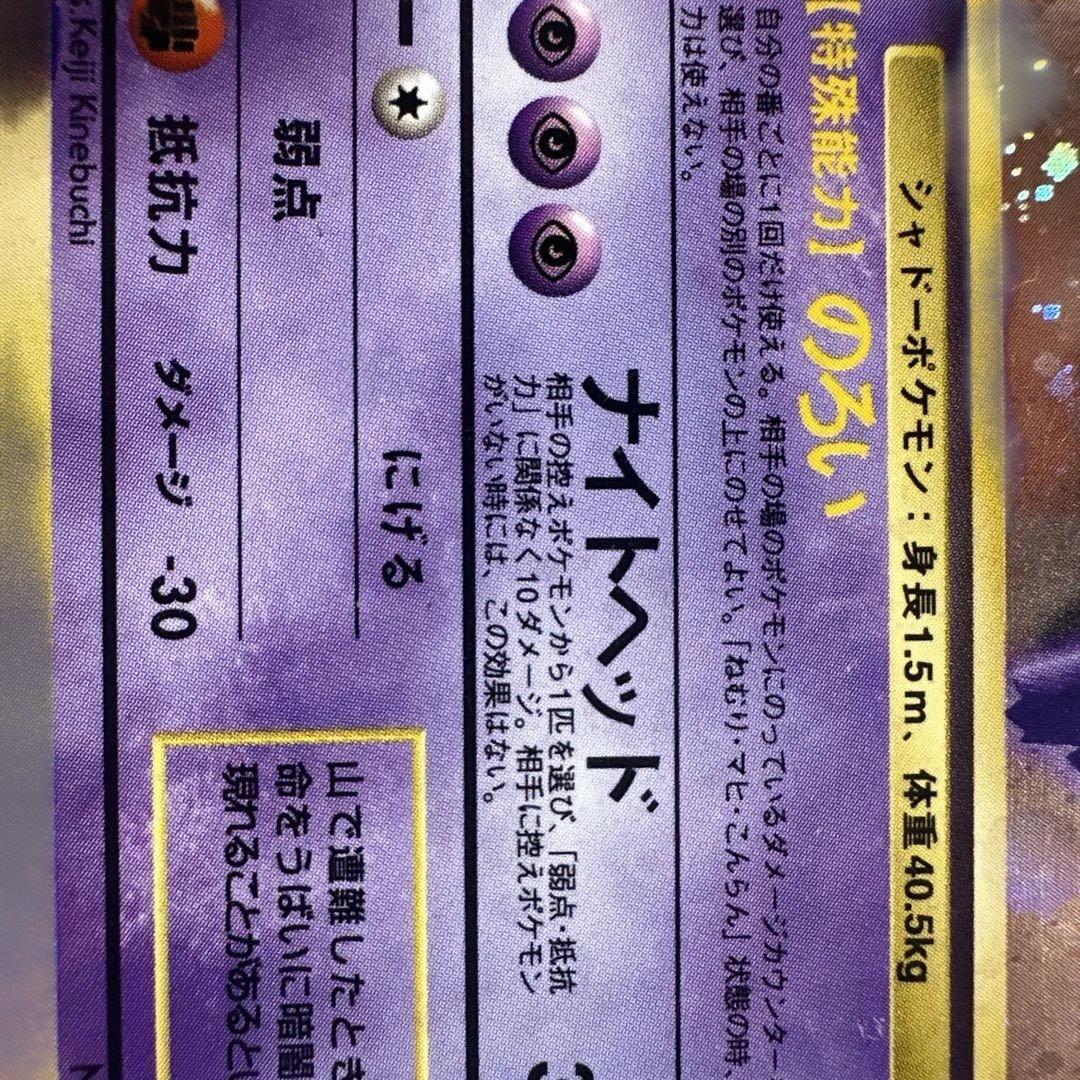 シャドーポケモン：身長1.5m、体重40.5kg
【特殊能力】のろい
自分の番ごとに1回だけ使える。相手の場のポケモンにのっているダメージカウンター
選び、相手の場の別のポケモンの上にのせてよい。「ねむり・マヒ・こんらん」状態の時、
力は使えない。
ナイトヘッド
相手の控えポケモンから1匹を選び、「弱点・抵抗
力」に関係なく10ダメージ。相手に控えポケモン
がいない時には、この効果はない。
にげる
弱点
抵抗力 ダメージ -30
山で遭難したとき
命をうばいに暗闇
現れることがあると
s.Keiji Kinebuchi